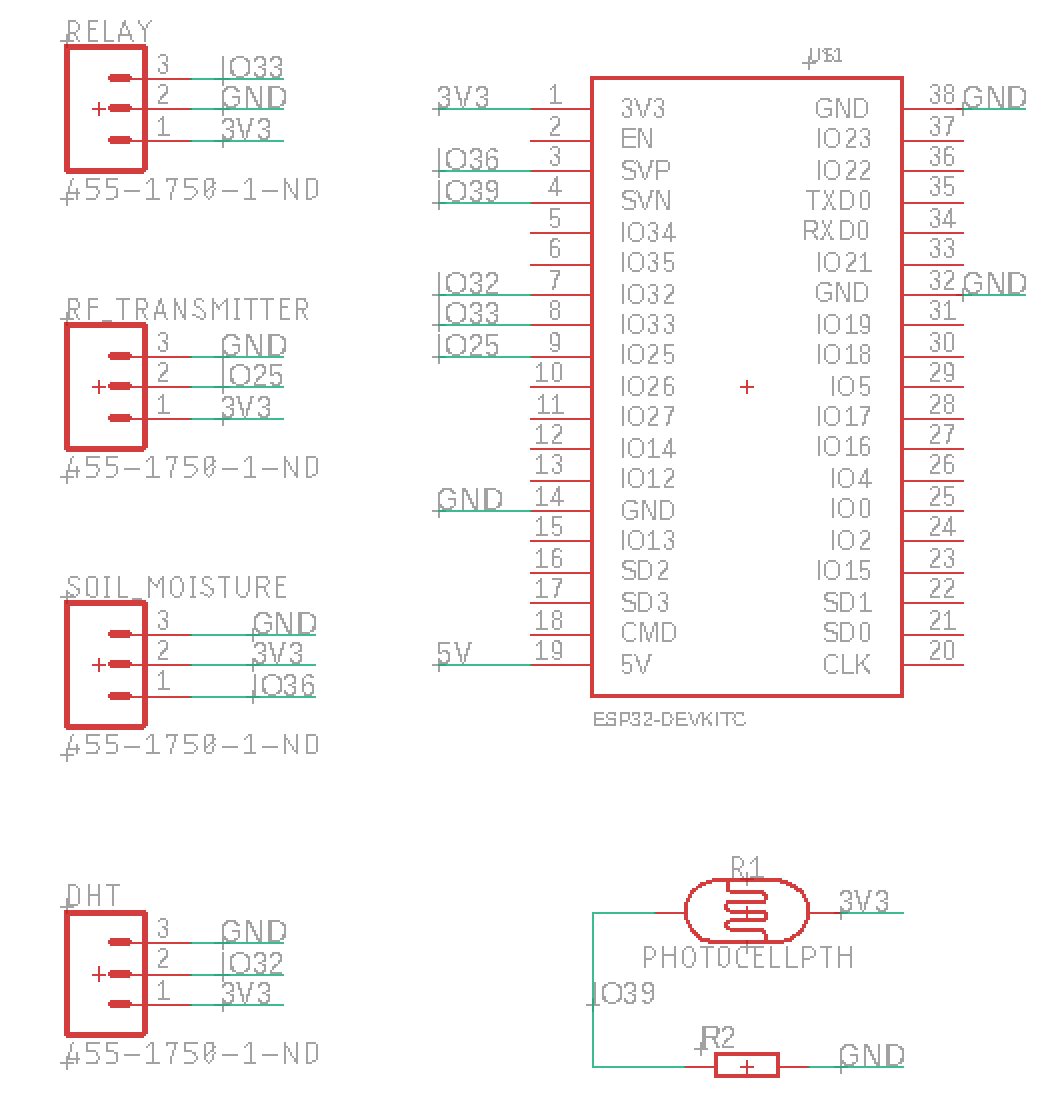 RELAY
3 IO33
2 GND
1 3V3
455-1750-1-ND
RF_TRANSMITTER
3 GND
2 IO25
1 3V3
455-1750-1-ND
SOIL_MOISTURE
3 GND
2 3V3
1 IO36
455-1750-1-ND
DHT
3 GND
2 IO32
1 3V3
455-1750-1-ND
3V3 1 3V3 GND 38 GND
2 EN IO23 37
IO36 3 SVP IO22 36
IO39 4 SVN TXD0 35
5 IO34 RXD0 34
6 IO35 IO21 33
IO32 7 IO32 GND 32 GND
IO33 8 IO33 IO19 31
IO25 9 IO25 IO18 30
10 IO26 IO5 29
11 IO27 IO17 28
12 IO14 IO16 27
13 IO12 IO4 26
GND 14 GND IO0 25
15 IO13 IO2 24
16 SD2 IO15 23
17 SD3 SD1 22
18 CMD SD0 21
5V 19 5V CLK 20
ESP32-DEVKITC
R1
3V3
PHOTOCELLPTH
IO39
R2
GND